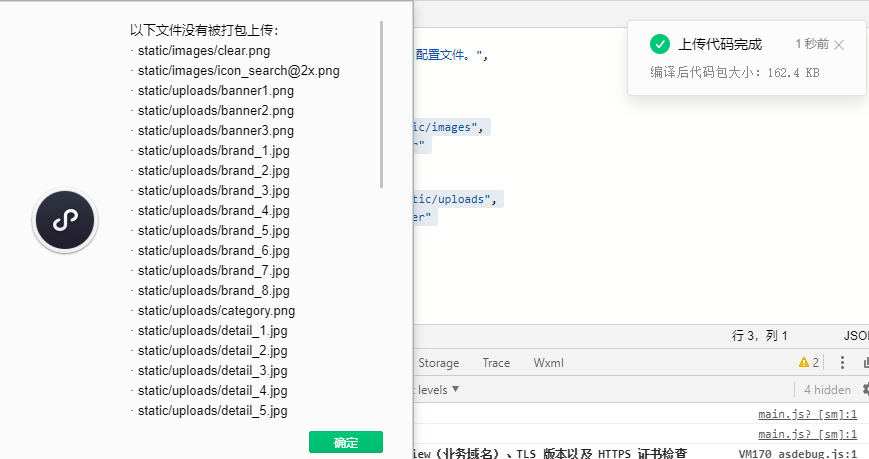 以下文件没有被打包上传：
· static/images/clear.png
· static/images/icon_search@2x.png
· static/uploads/banner1.png
· static/uploads/banner2.png
· static/uploads/banner3.png
· static/uploads/brand_1.jpg
· static/uploads/brand_2.jpg
· static/uploads/brand_3.jpg
· static/uploads/brand_4.jpg
· static/uploads/brand_5.jpg
· static/uploads/brand_6.jpg
· static/uploads/brand_7.jpg
· static/uploads/brand_8.jpg
· static/uploads/category.png
· static/uploads/detail_1.jpg
· static/uploads/detail_2.jpg
· static/uploads/detail_3.jpg
· static/uploads/detail_4.jpg
· static/uploads/detail_5.jpg
确定
上传代码完成 1 秒前
编译后代码包大小：162.4 KB
配置文件。",
ic/images",
"
tic/uploads",
er"
行 3，列 1 JSO
Storage Trace Wxml 2
levels 4 hidden
main.js? [sm]:1
main.js? [sm]:1
iew（业务域名）、TLS 版本以及 HTTPS 证书检查 VM170 asdebug.js:1